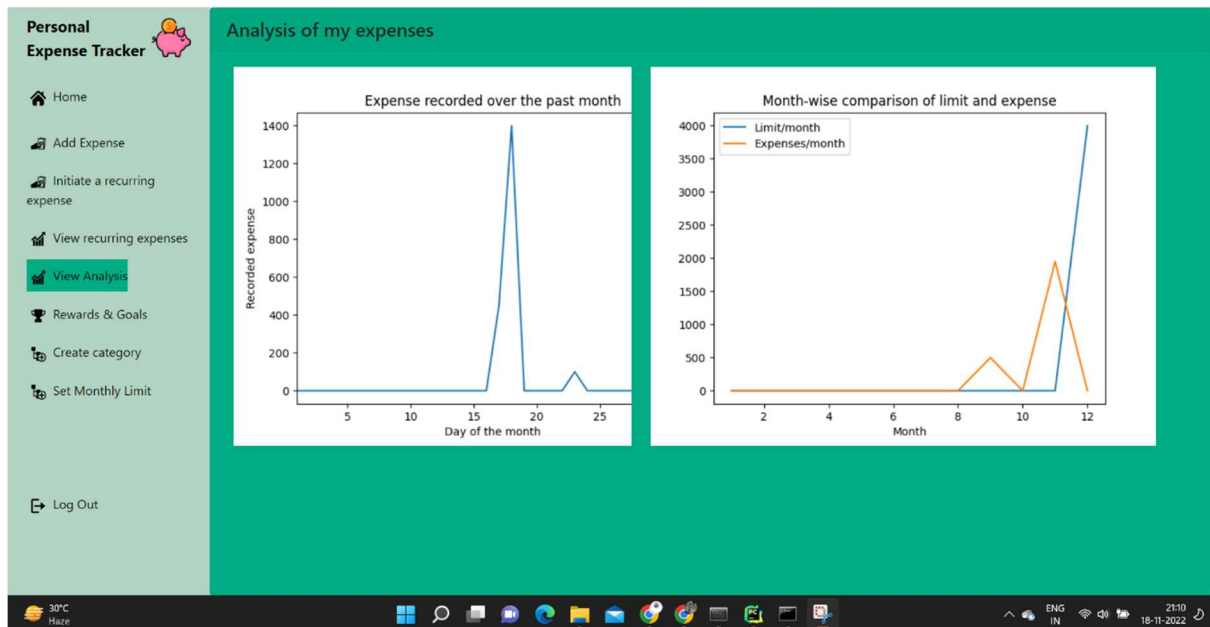 Personal
Expense Tracker
Home
Add Expense
Initiate a recurring
expense
View recurring expenses
View Analysis
Rewards & Goals
Create category
Set Monthly Limit
Log Out
Analysis of my expenses
Expense recorded over the past month
1400
1200
1000
800
600
400
200
0
Recorded expense
5 10 15 20 25
Day of the month
Month-wise comparison of limit and expense
Limit/month
Expenses/month
4000
3500
3000
2500
2000
1500
1000
500
0
2 4 6 8 10 12
Month
30°C
Haze
ENG
IN
21:10
18-11-2022